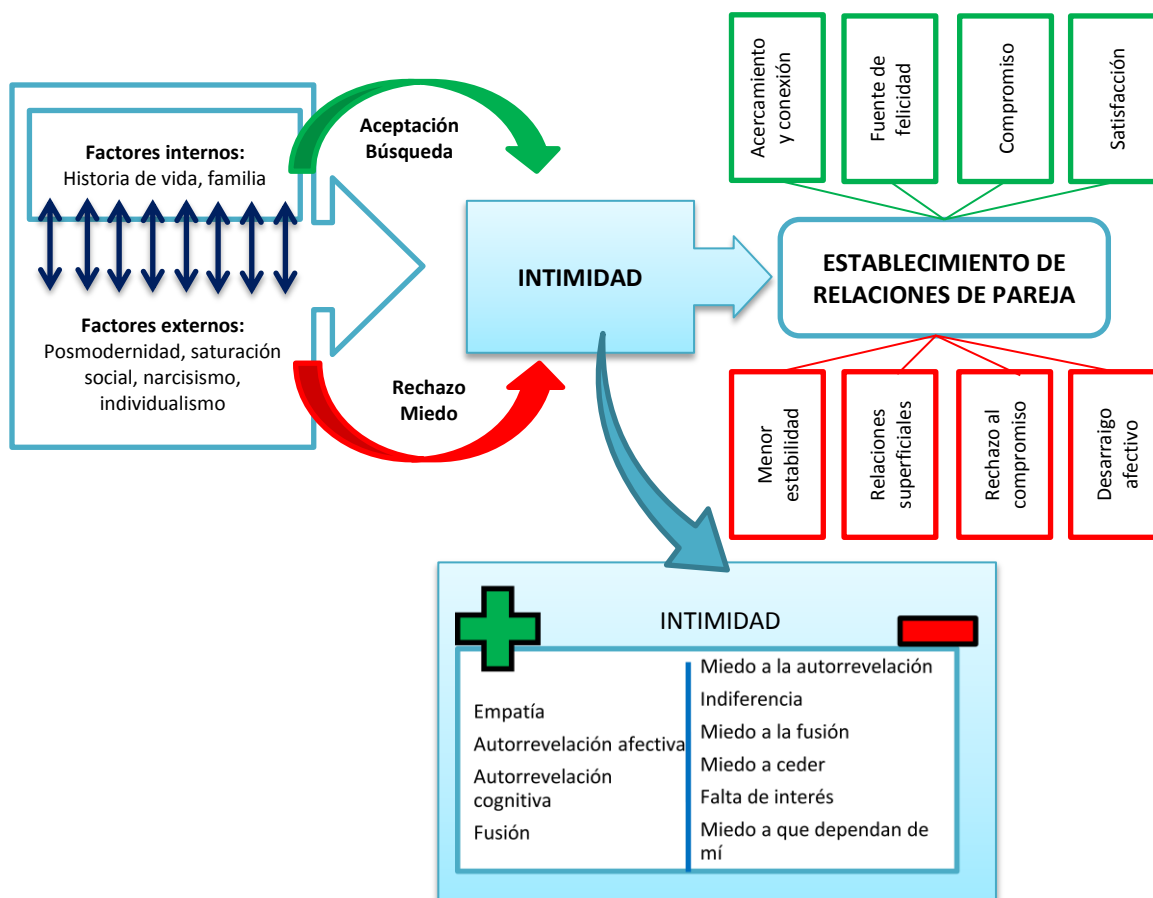 Factores internos:
Historia de vida, familia
Factores externos:
Posmodernidad, saturación
social, narcisismo,
individualismo
Aceptación
Búsqueda
Rechazo
Miedo
INTIMIDAD
Acercamiento
y conexión
Fuente de
felicidad
Compromiso
Satisfacción
ESTABLECIMIENTO DE
RELACIONES DE PAREJA
Menor
estabilidad
Relaciones
superficiales
Rechazo al
compromiso
Desarraigo
afectivo
INTIMIDAD
Empatía
Autorrevelación afectiva
Autorrevelación
cognitiva
Fusión
Miedo a la autorrevelación
Indiferencia
Miedo a la fusión
Miedo a ceder
Falta de interés
Miedo a que dependan de
mí